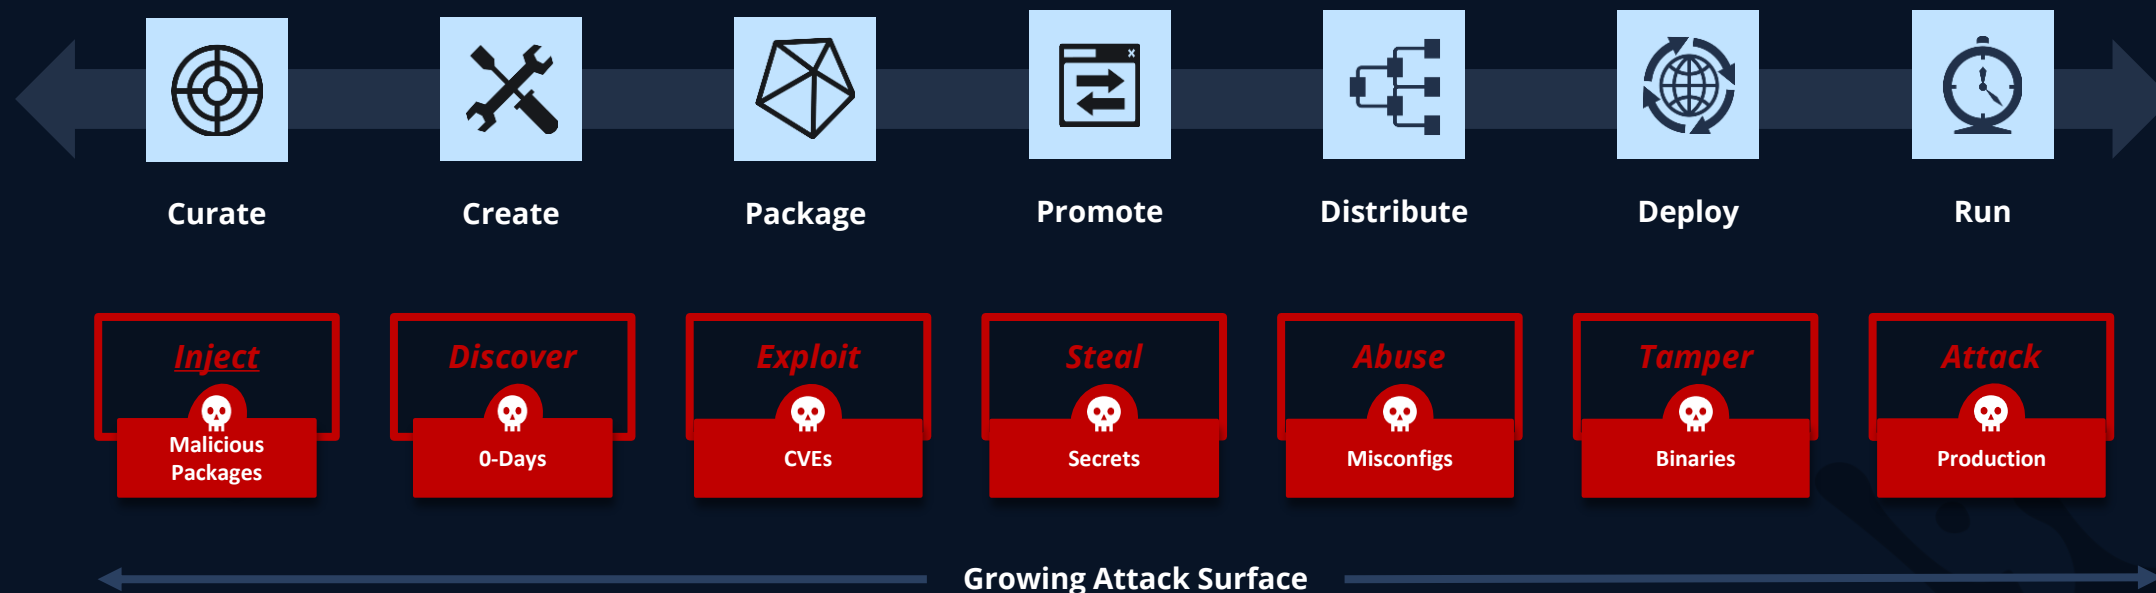 Curate
Create
Package
Promote
Distribute
Deploy
Run
Inject
Discover
Exploit
Steal
Abuse
Tamper
Attack
Malicious
Packages
0-Days
CVEs
Secrets
Misconfigs
Binaries
Production
Growing Attack Surface